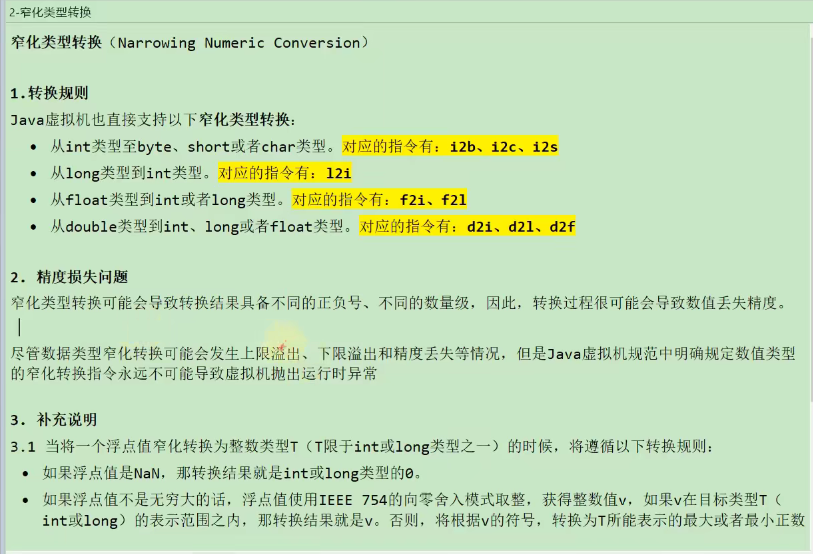 2-窄化类型转换
窄化类型转换（Narrowing Numeric Conversion）
1.转换规则
Java虚拟机也直接支持以下窄化类型转换：
• 从int类型至byte、short或者char类型。对应的指令有：i2b、i2c、i2s
• 从long类型到int类型。对应的指令有：l2i
• 从float类型到int或者long类型。对应的指令有：f2i、f2l
• 从double类型到int、long或者float类型。对应的指令有：d2i、d2l、d2f
2. 精度损失问题
窄化类型转换可能会导致转换结果具备不同的正负号、不同的数量级，因此，转换过程很可能会导致数值丢失精度。
尽管数据类型窄化转换可能会发生上限溢出、下限溢出和精度丢失等情况，但是Java虚拟机规范中明确规定数值类型
的窄化转换指令永远不可能导致虚拟机抛出运行时异常
3. 补充说明
3.1 当将一个浮点值窄化转换为整数类型T（T限于int或long类型之一）的时候，将遵循以下转换规则：
• 如果浮点值是NaN，那转换结果就是int或long类型的0。
• 如果浮点值不是无穷大的话，浮点值使用IEEE 754的向零舍入模式取整，获得整数值v，如果v在目标类型T（
int或long）的表示范围之内，那转换结果就是v。否则，将根据v的符号，转换为T所能表示的最大或者最小正数